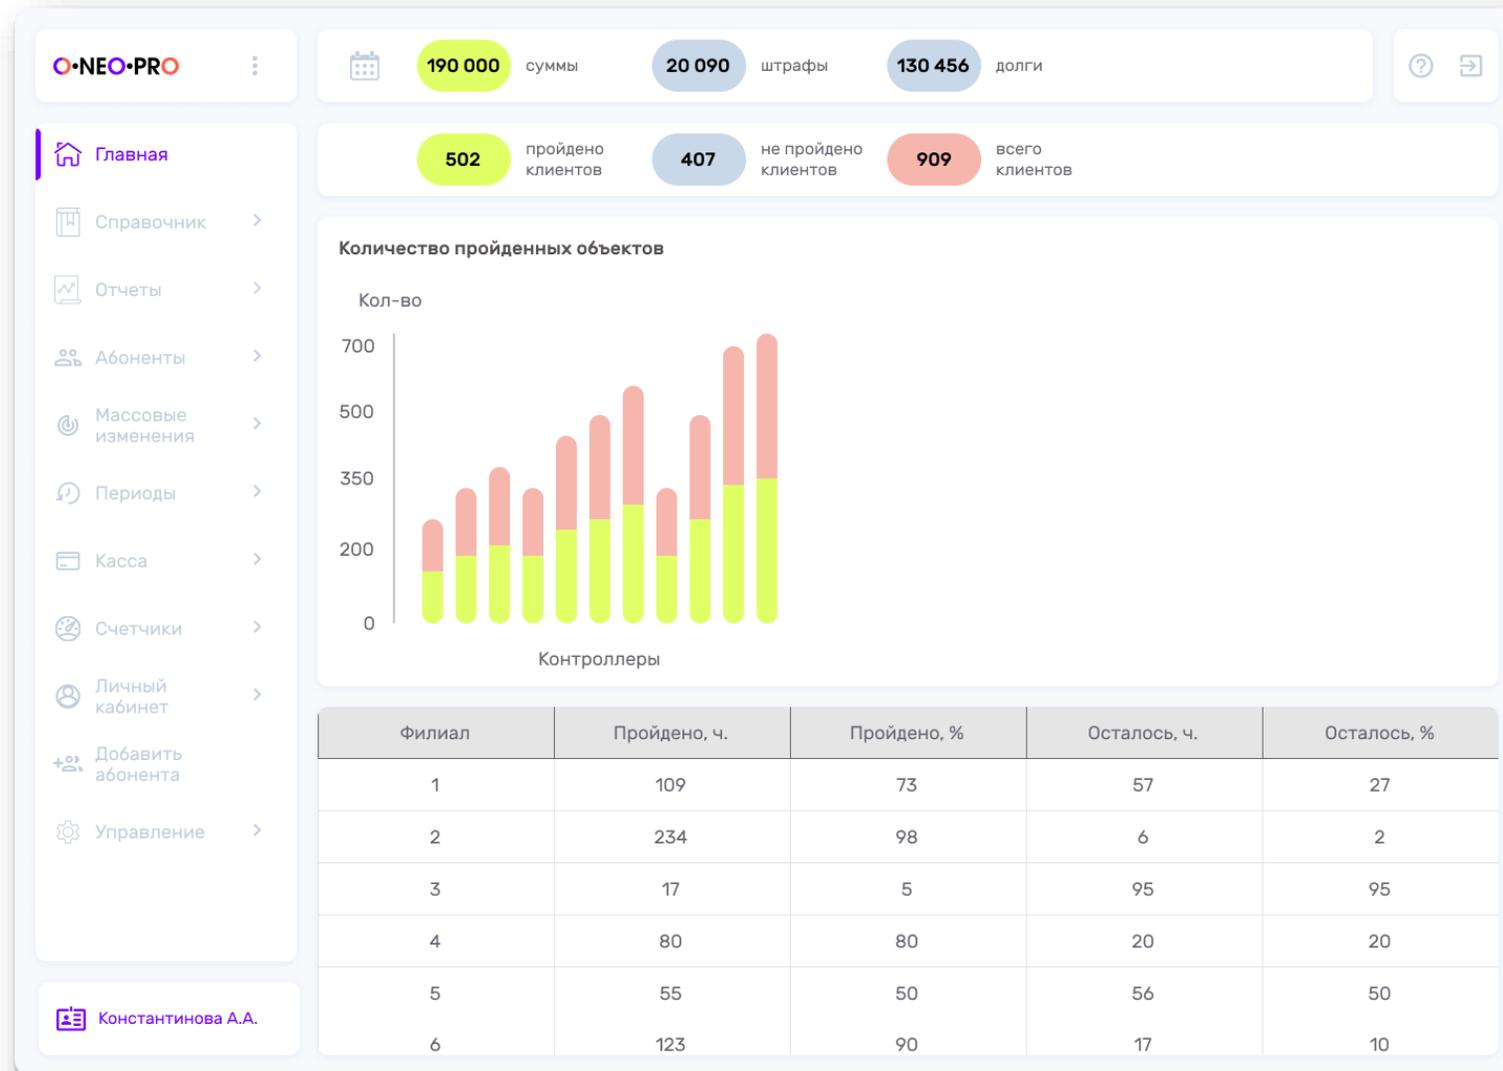 O•NEO•PRO
190 000 суммы 20 090 штрафы 130 456 долги
502 пройдено клиентов 407 не пройдено клиентов 909 всего клиентов
Главная
Справочник
Отчеты
Абоненты
Массовые
изменения
Периоды
Касса
Счетчики
Личный
кабинет
Добавить
абонента
Управление
Константинова А.А.
Количество пройденных объектов
Кол-во
700
500
350
200
0
Контроллеры
Филиал Пройдено, ч. Пройдено, % Осталось, ч. Осталось, %
1 109 73 57 27
2 234 98 6 2
3 17 5 95 95
4 80 80 20 20
5 55 50 56 50
6 123 90 17 10